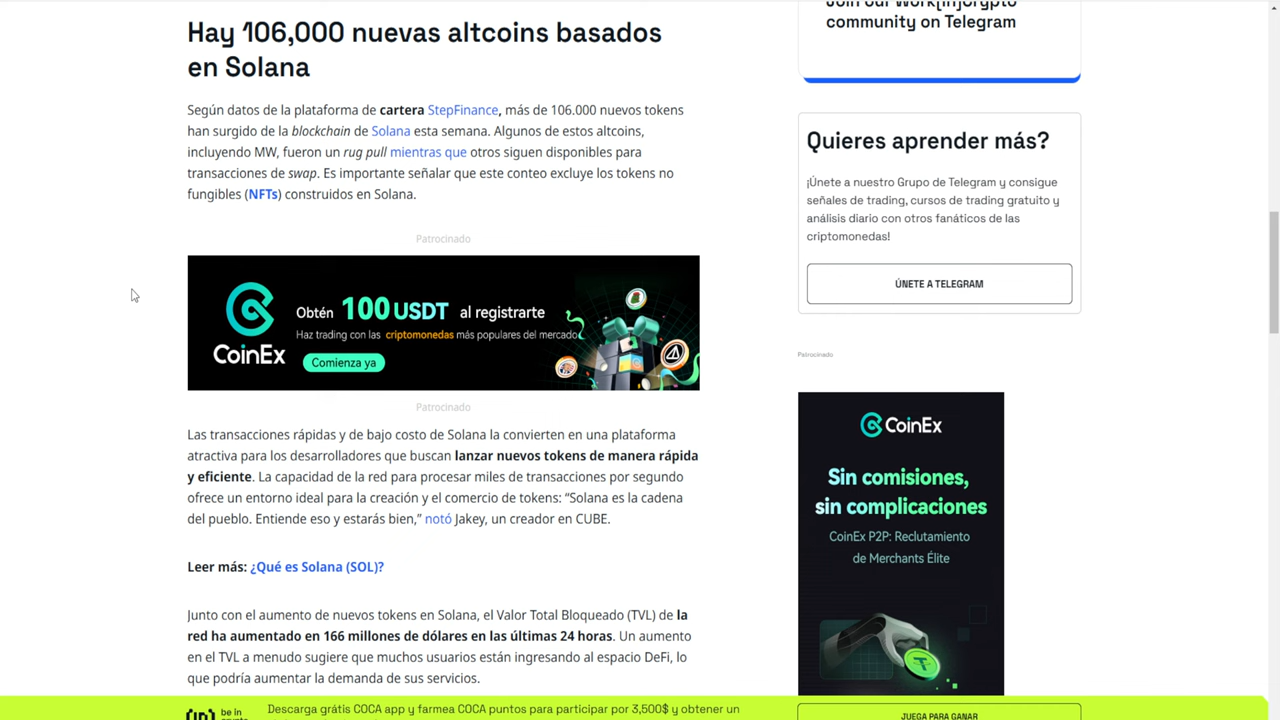 Hay 106,000 nuevas altcoins basados
en Solana
Según datos de la plataforma de cartera StepFinance, más de 106.000 nuevos tokens
han surgido de la blockchain de Solana esta semana. Algunos de estos altcoins,
incluyendo MW, fueron un rug pull mientras que otros siguen disponibles para
transacciones de swap. Es importante señalar que este conteo excluye los tokens no
fungibles (NFTs) construidos en Solana.
Patrocinado
CoinEx
Obtén 100 USDT al registrarte
Haz trading con las criptomonedas más populares del mercado
Comienza ya
Patrocinado
Las transacciones rápidas y de bajo costo de Solana la convierten en una plataforma
atractiva para los desarrolladores que buscan lanzar nuevos tokens de manera rápida
y eficiente. La capacidad de la red para procesar miles de transacciones por segundo
ofrece un entorno ideal para la creación y el comercio de tokens: “Solana es la cadena
del pueblo. Entiende eso y estarás bien,” notó Jakey, un creador en CUBE.
Leer más: ¿Qué es Solana (SOL)?
Junto con el aumento de nuevos tokens en Solana, el Valor Total Bloqueado (TVL) de la
red ha aumentado en 166 millones de dólares en las últimas 24 horas. Un aumento
en el TVL a menudo sugiere que muchos usuarios están ingresando al espacio DeFi, lo
que podría aumentar la demanda de sus servicios.
Join our Work[in]Crypto
community on Telegram
Quieres aprender más?
¡Únete a nuestro Grupo de Telegram y consigue
señales de trading, cursos de trading gratuito y
análisis diario con otros fanáticos de las
criptomonedas!
ÚNETE A TELEGRAM
Patrocinado
CoinEx
Sin comisiones,
sin complicaciones
CoinEx P2P: Reclutamiento
de Merchants Élite
be in
crypto
Descarga grátis COCA app y farmea COCA puntos para participar por 3,500$ y obtener un
JUEGA PARA GANAR